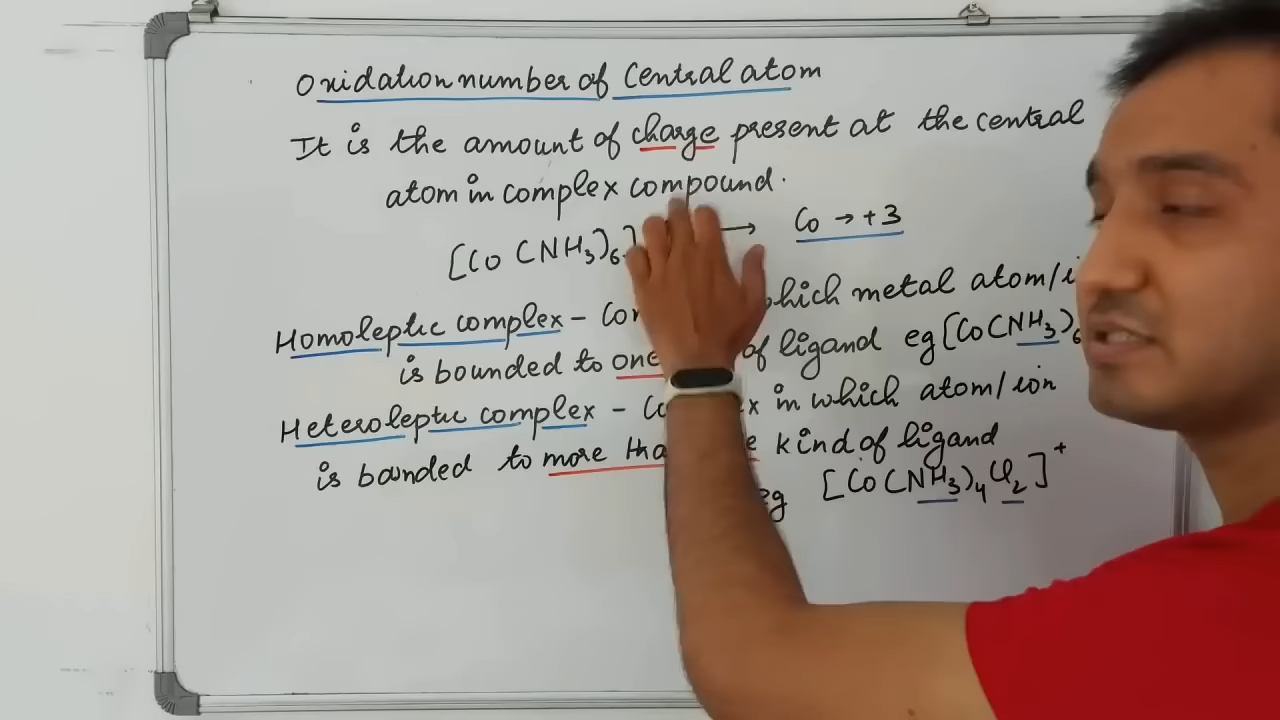 Oxidation number of Central atom
It is the amount of charge present at the central
atom in complex compound.
[Co (NH3)6] → Co → +3
Homoleptic complex - which metal atom/i
is bounded to one of ligand eg [Co(NH3)6
Heteroleptic complex - in which atom/ion
is bounded to more kind of ligand
eg [Co(NH3)4Cl2]+